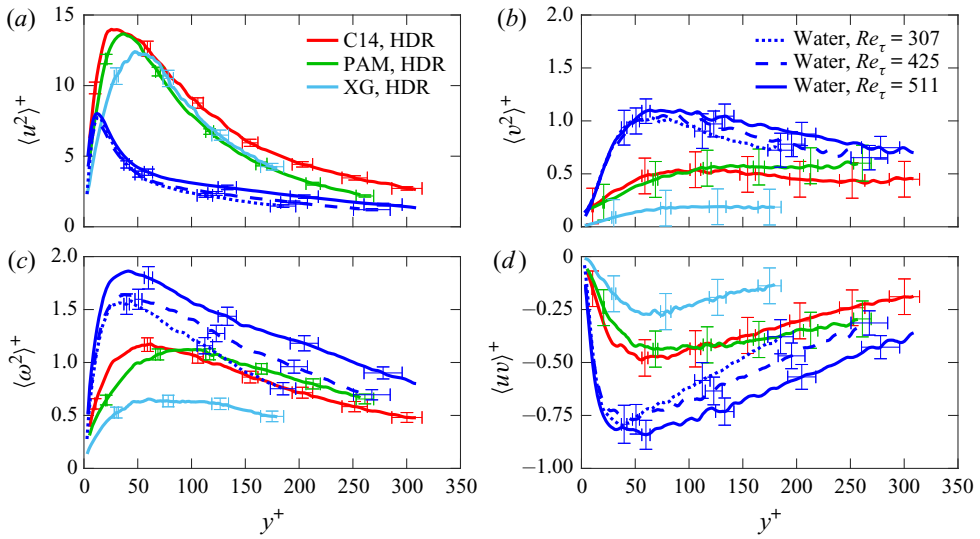 (a)
15
10
5
0
⟨u²⟩⁺
C14, HDR
PAM, HDR
XG, HDR
(b)
2.0
1.5
1.0
0.5
0
⟨v²⟩⁺
Water, Reτ = 307
Water, Reτ = 425
Water, Reτ = 511
(c)
2.0
1.5
1.0
0.5
0
⟨ω²⟩⁺
0 50 100 150 200 250 300 350
y⁺
(d)
0
−0.25
−0.50
−0.75
−1.00
⟨uv⟩⁺
0 50 100 150 200 250 300 350
y⁺